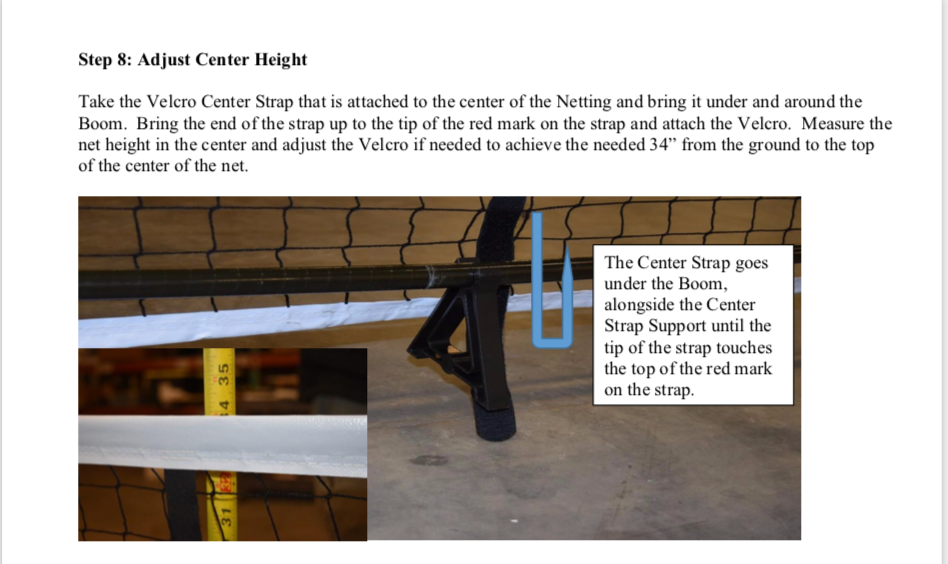 Step 8: Adjust Center Height
Take the Velcro Center Strap that is attached to the center of the Netting and bring it under and around the
Boom. Bring the end of the strap up to the tip of the red mark on the strap and attach the Velcro. Measure the
net height in the center and adjust the Velcro if needed to achieve the needed 34” from the ground to the top
of the center of the net.
The Center Strap goes
under the Boom,
alongside the Center
Strap Support until the
tip of the strap touches
the top of the red mark
on the strap.
35
4
31